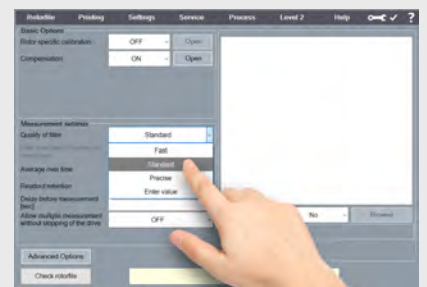 Rotorfile Printing Settings Service Process Level 2 Help ?
Basic Options
Rotor specific calibration OFF Open
Compensation ON Open
Measurement settings
Quality of filter Standard
Fast
Average over time Standard
Precise
Readout retention Enter value
Delay before measurement
[sec]
Allow multiple measurement OFF No
without stopping of the drive
Advanced Options
Check rotorfile